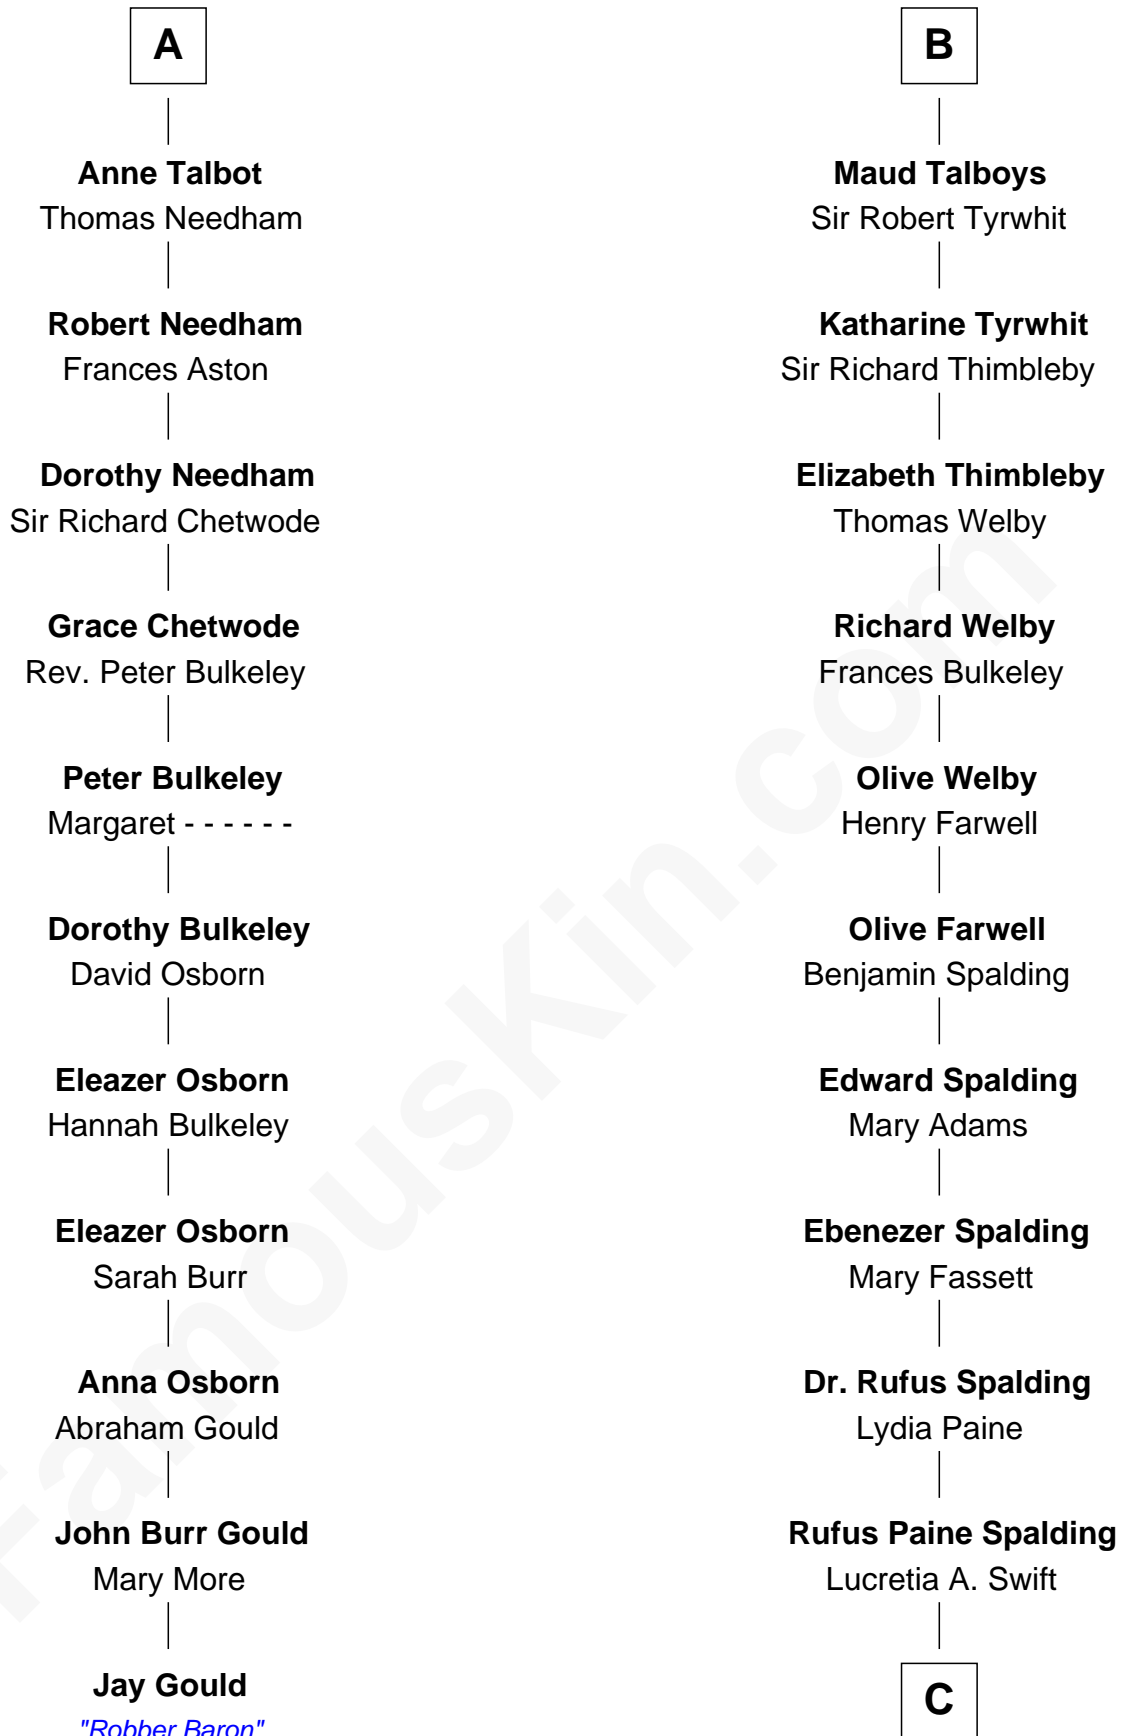 A
Anne Talbot
Thomas Needham
Robert Needham
Frances Aston
Dorothy Needham
Sir Richard Chetwode
Grace Chetwode
Rev. Peter Bulkeley
Peter Bulkeley
Margaret - - - - - -
Dorothy Bulkeley
David Osborn
Eleazer Osborn
Hannah Bulkeley
Eleazer Osborn
Sarah Burr
Anna Osborn
Abraham Gould
John Burr Gould
Mary More
Jay Gould
"Robber Baron"
B
Maud Talboys
Sir Robert Tyrwhit
Katharine Tyrwhit
Sir Richard Thimbleby
Elizabeth Thimbleby
Thomas Welby
Richard Welby
Frances Bulkeley
Olive Welby
Henry Farwell
Olive Farwell
Benjamin Spalding
Edward Spalding
Mary Adams
Ebenezer Spalding
Mary Fassett
Dr. Rufus Spalding
Lydia Paine
Rufus Paine Spalding
Lucretia A. Swift
C
FamousKin.com